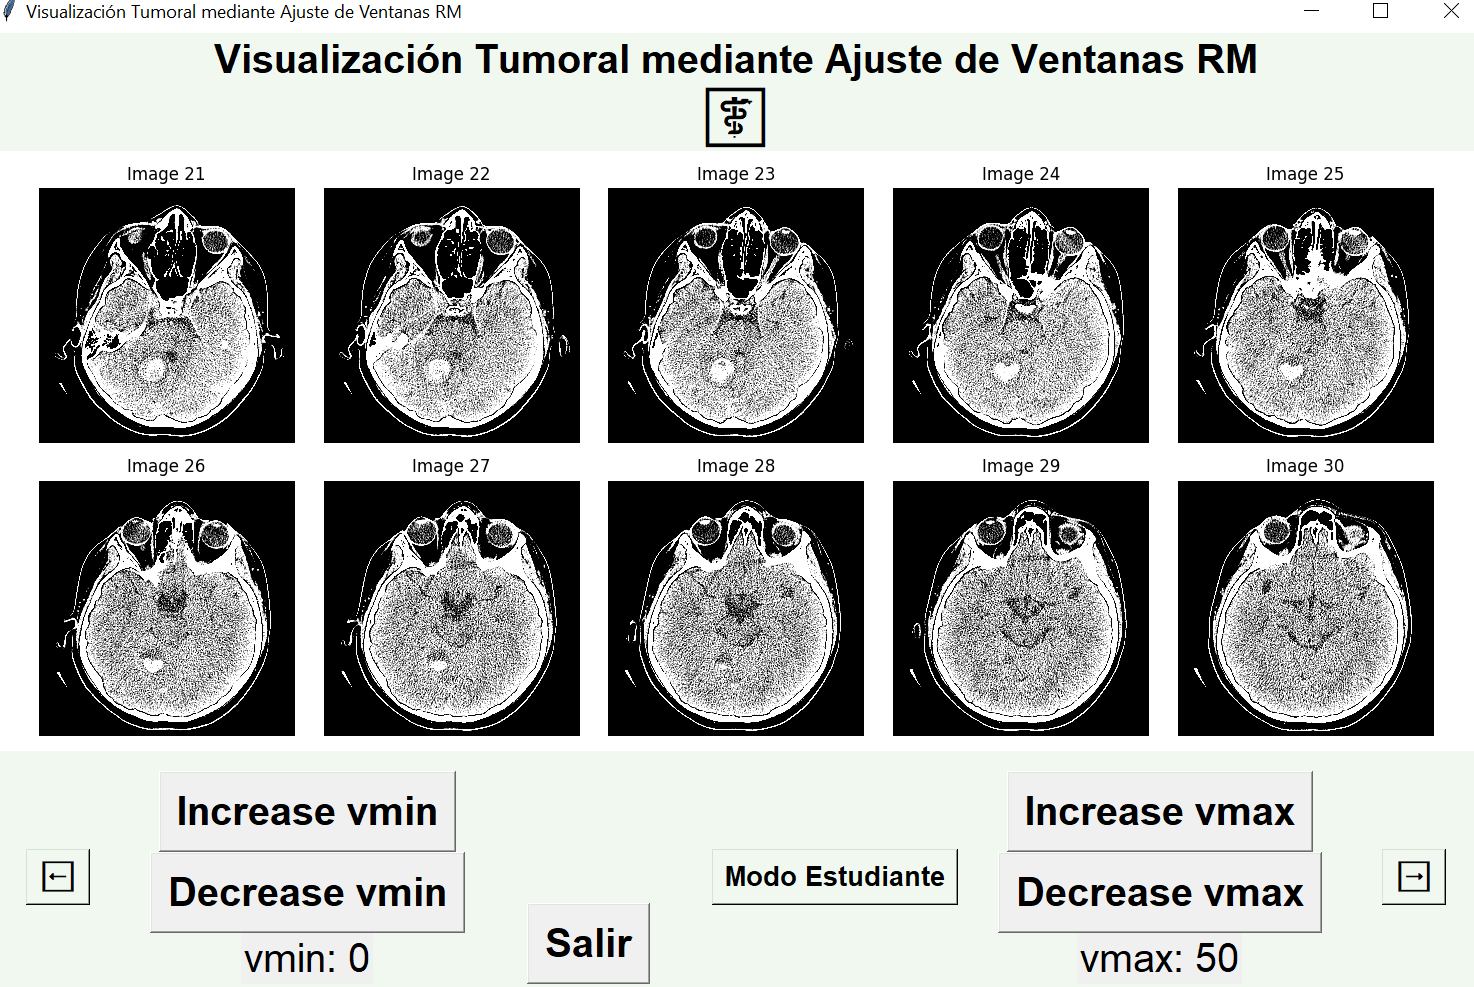 Visualización Tumoral mediante Ajuste de Ventanas RM
Visualización Tumoral mediante Ajuste de Ventanas RM
Image 21
Image 22
Image 23
Image 24
Image 25
Image 26
Image 27
Image 28
Image 29
Image 30
Increase vmin
Decrease vmin
vmin: 0
Salir
Modo Estudiante
Increase vmax
Decrease vmax
vmax: 50